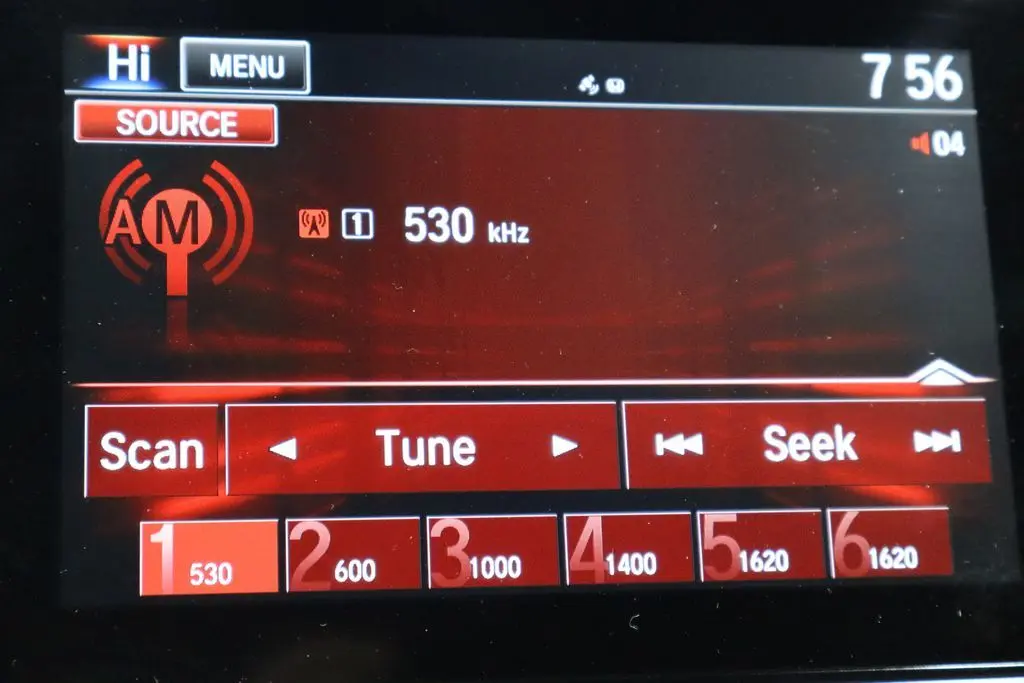 Hi MENU 7 56
SOURCE
04
AM 1 530 kHz
Scan Tune Seek
1 530 2 600 3 1000 4 1400 5 1620 6 1620